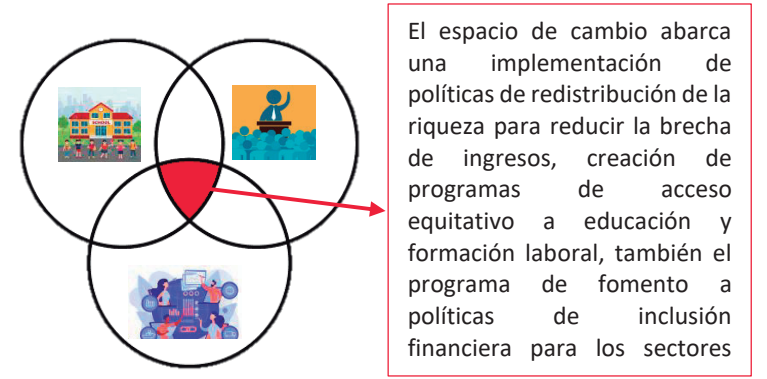 SCHOOL
El espacio de cambio abarca
una implementación de
políticas de redistribución de la
riqueza para reducir la brecha
de ingresos, creación de
programas de acceso
equitativo a educación y
formación laboral, también el
programa de fomento a
políticas de inclusión
financiera para los sectores